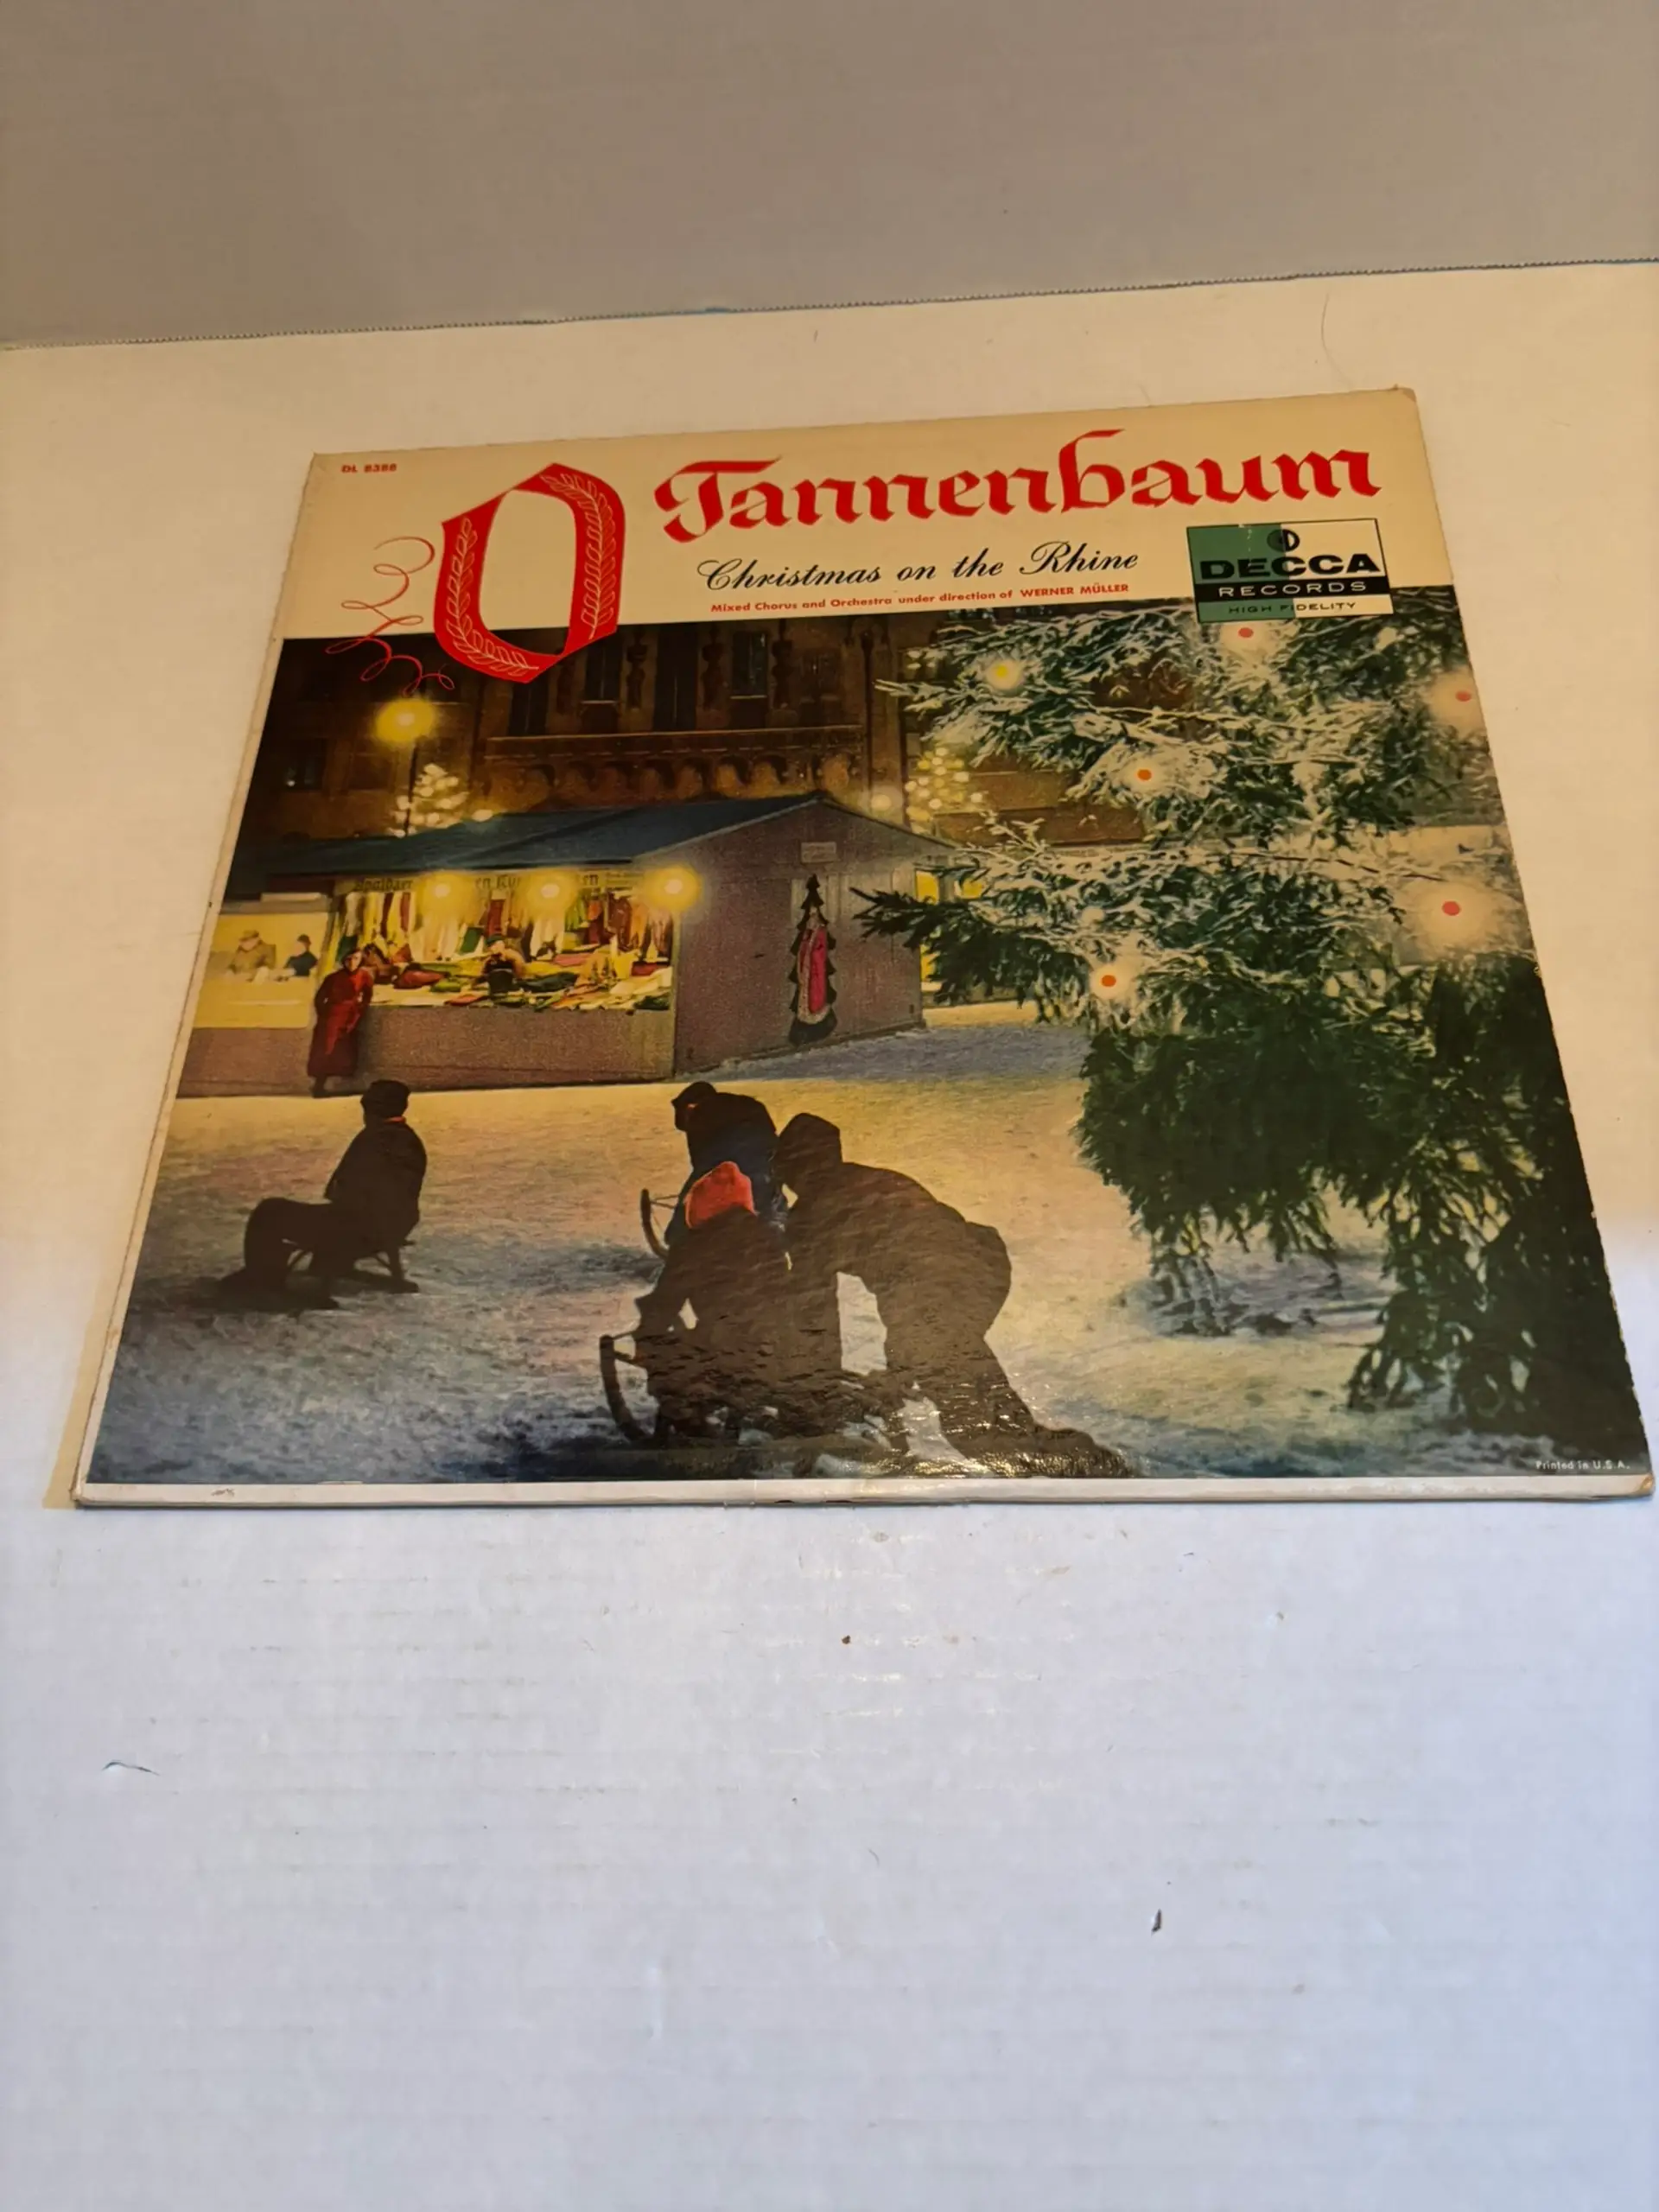 DL 8388
O Tannenbaum
Christmas on the Rhine
Mixed Chorus and Orchestra under direction of WERNER MÜLLER
DECCA
RECORDS
HIGH FIDELITY
Printed in U.S.A.